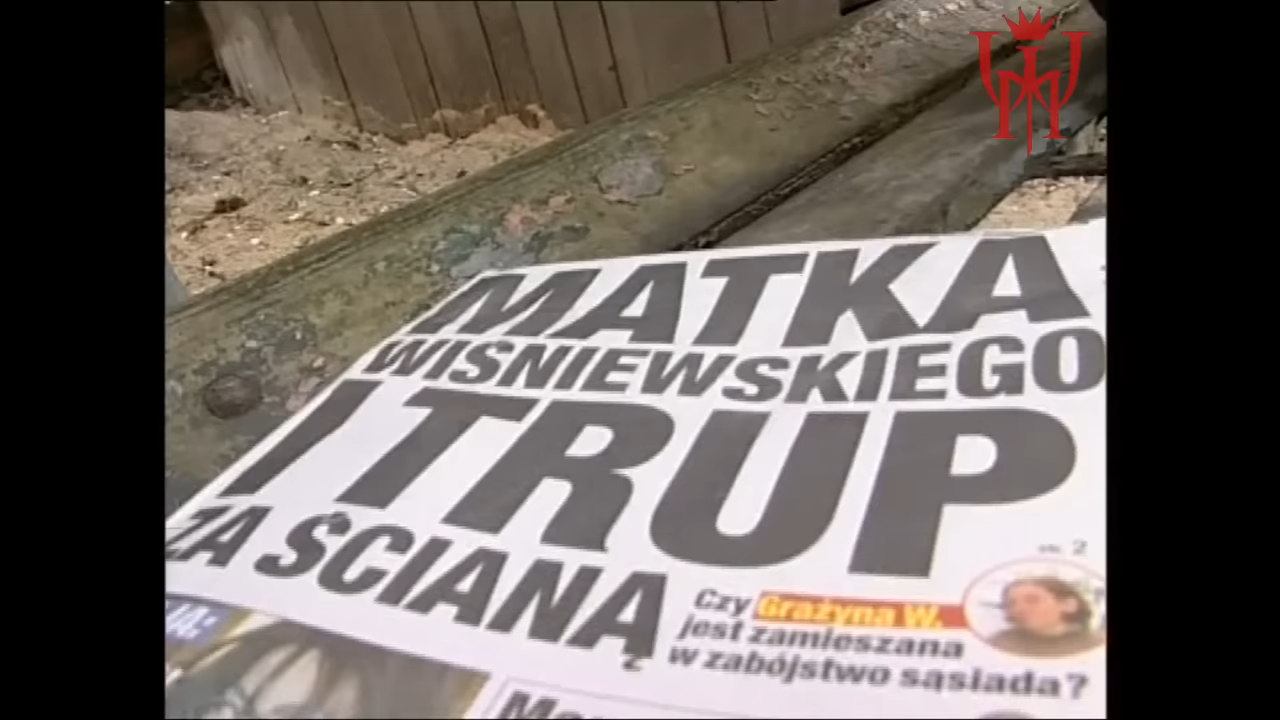 MATKA
WIŚNIEWSKIEGO
I TRUP
ZA ŚCIANĄ
Czy Grażyna W.
jest zamieszana
w zabójstwo sąsiada?